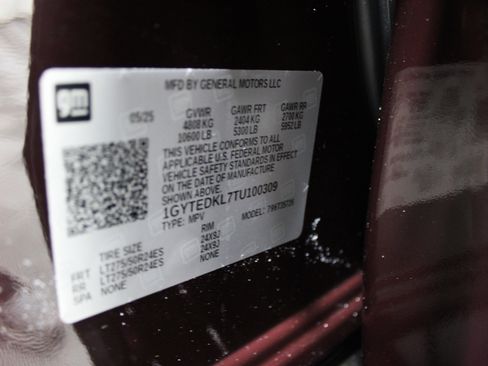 gm
MFD BY GENERAL MOTORS LLC
05/25 GVWR GAWR FRT GAWR RR
4808 KG 2404 KG 2700 KG
10600 LB 5300 LB 5952 LB
THIS VEHICLE CONFORMS TO ALL
APPLICABLE U.S. FEDERAL MOTOR
VEHICLE SAFETY STANDARDS IN EFFECT
ON THE DATE OF MANUFACTURE
SHOWN ABOVE.
1GYTEDKL7TU100309
TYPE: MPV
TIRE SIZE RIM
FRT LT275/50R24ES 24X9J
RR LT275/50R24ES 24X9J
SPA NONE NONE